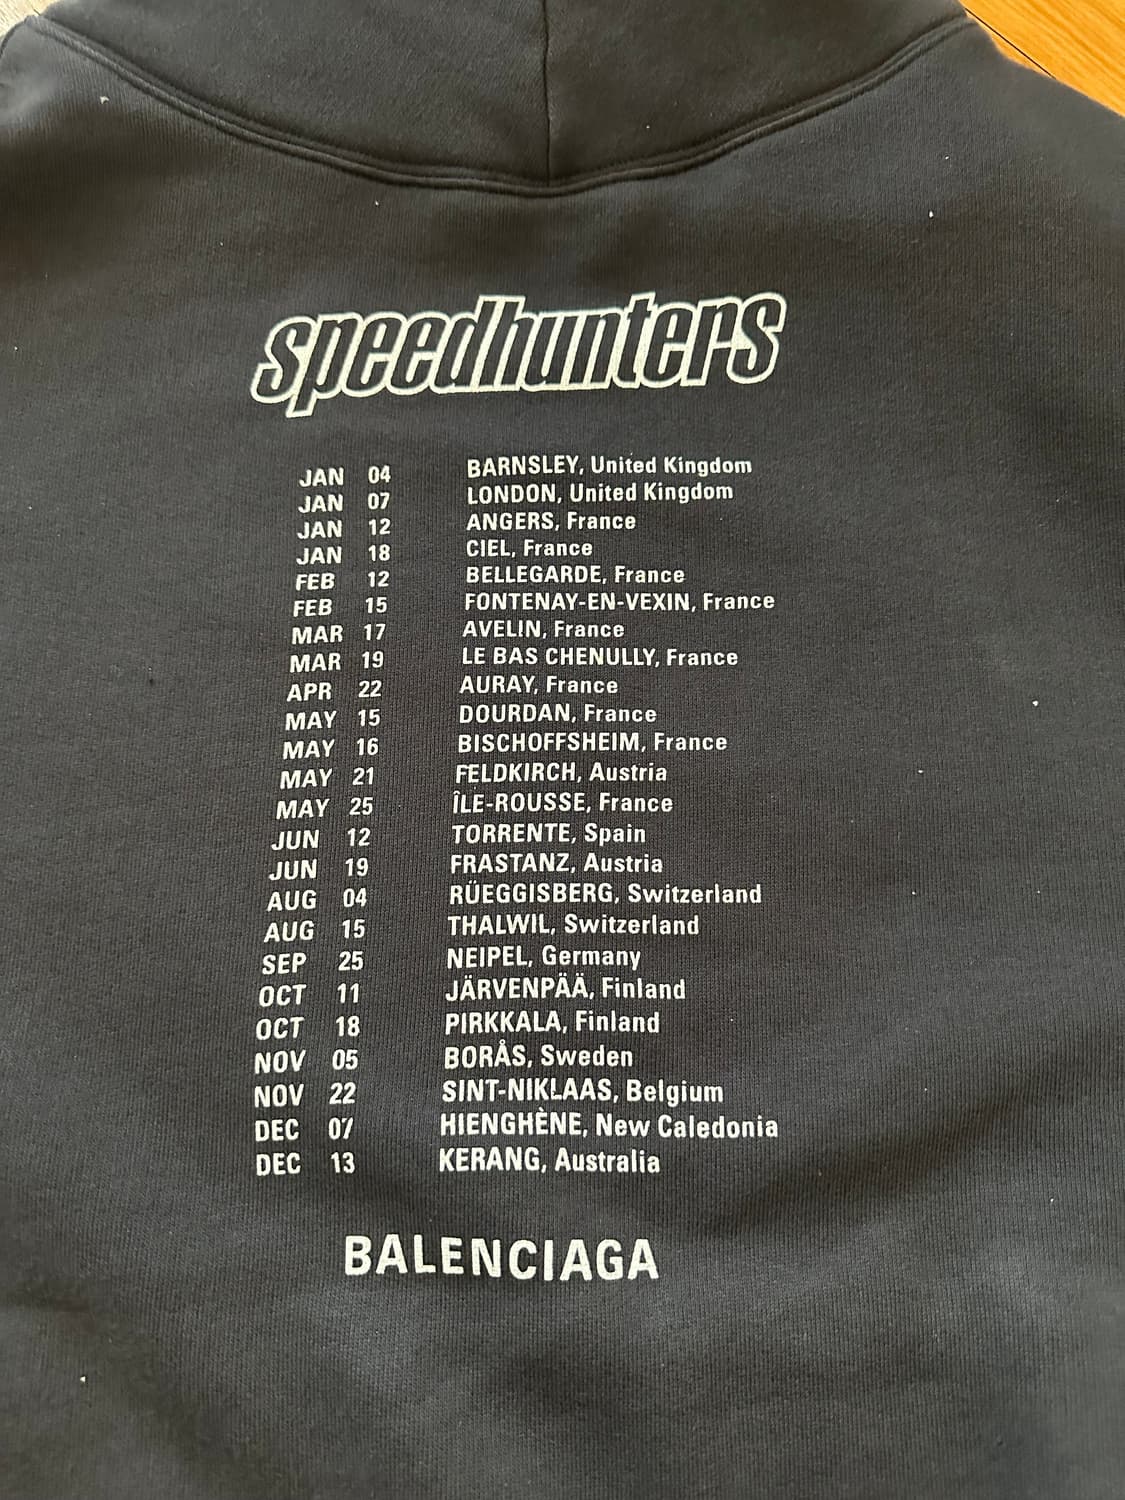 speedhunters
JAN 04 BARNSLEY, United Kingdom
JAN 07 LONDON, United Kingdom
JAN 12 ANGERS, France
JAN 18 CIEL, France
FEB 12 BELLEGARDE, France
FEB 15 FONTENAY-EN-VEXIN, France
MAR 17 AVELIN, France
MAR 19 LE BAS CHENULLY, France
APR 22 AURAY, France
MAY 15 DOURDAN, France
MAY 16 BISCHOFFSHEIM, France
MAY 21 FELDKIRCH, Austria
MAY 25 ÎLE-ROUSSE, France
JUN 12 TORRENTE, Spain
JUN 19 FRASTANZ, Austria
AUG 04 RÜEGGISBERG, Switzerland
AUG 15 THALWIL, Switzerland
SEP 25 NEIPEL, Germany
OCT 11 JÄRVENPÄÄ, Finland
OCT 18 PIRKKALA, Finland
NOV 05 BORÅS, Sweden
NOV 22 SINT-NIKLAAS, Belgium
DEC 07 HIENGHÈNE, New Caledonia
DEC 13 KERANG, Australia
BALENCIAGA